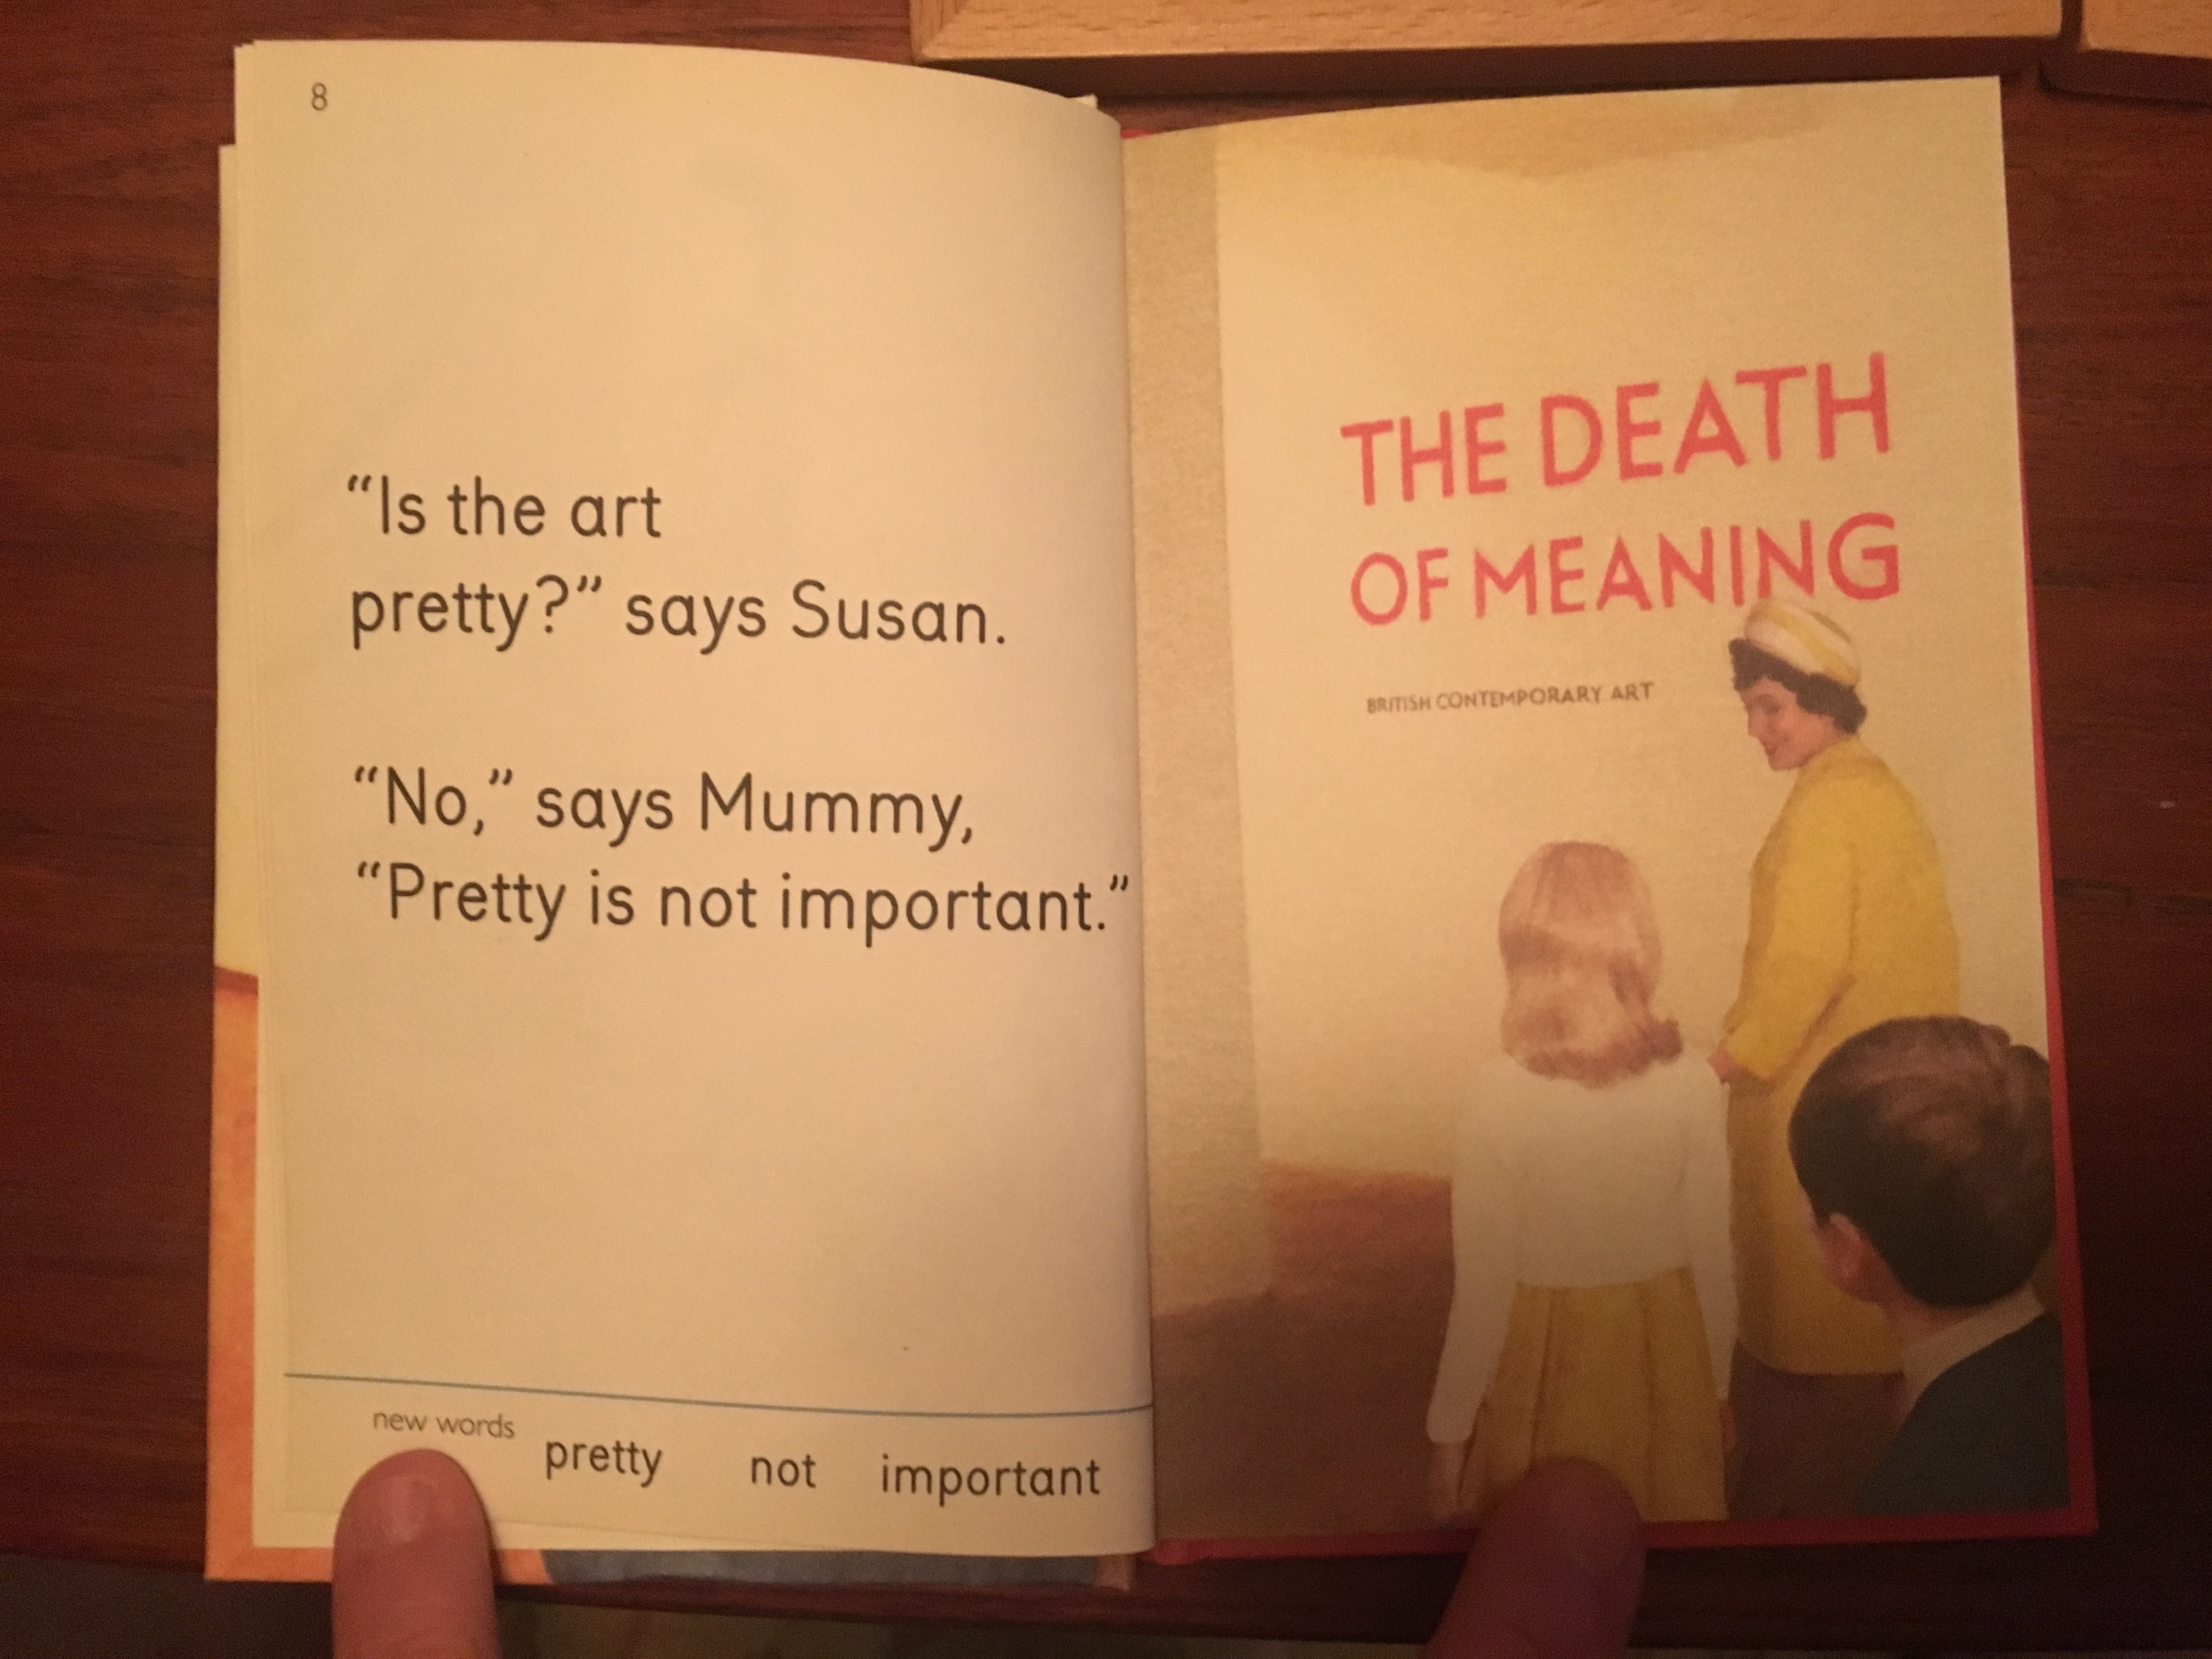 8
“Is the art
pretty?” says Susan.
“No,” says Mummy,
“Pretty is not important.”
new words pretty not important
THE DEATH
OF MEANING
BRITISH CONTEMPORARY ART